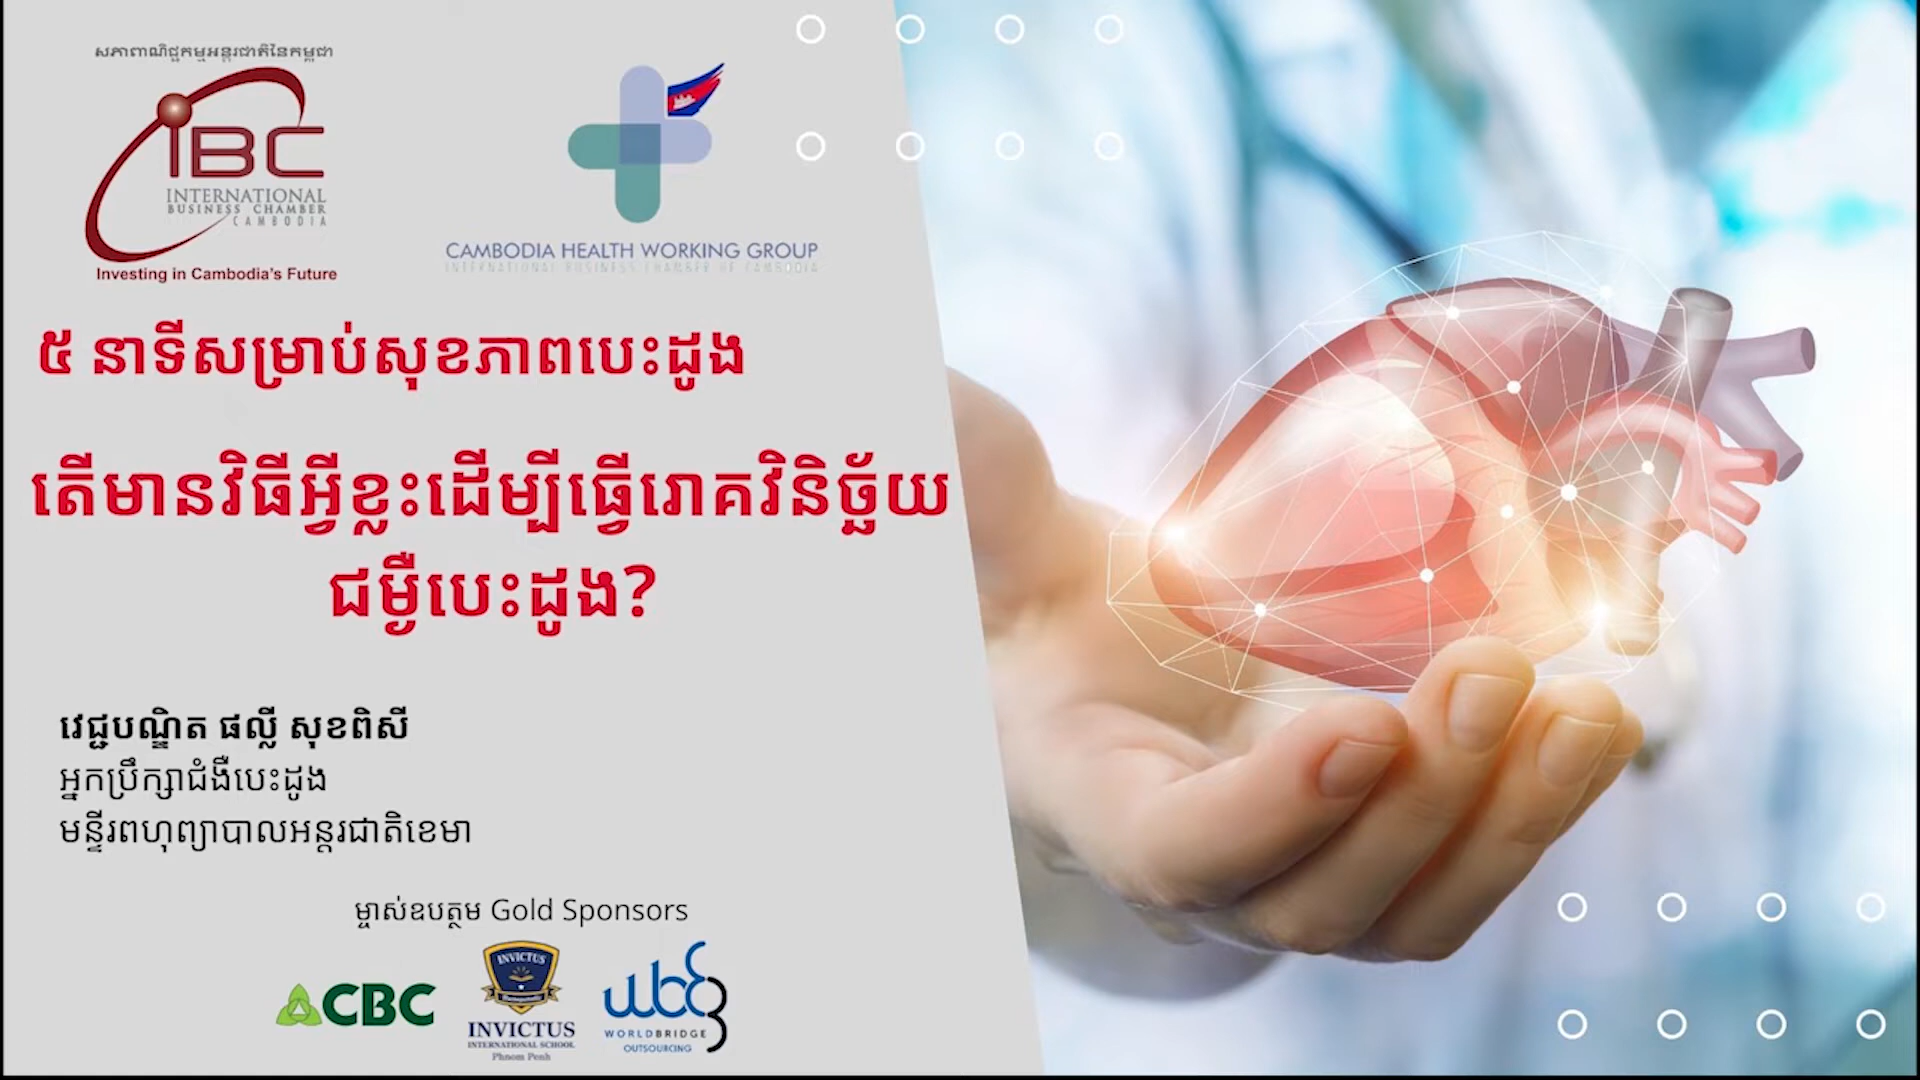 សភាពាណិជ្ជកម្មអន្តរជាតិនៃកម្ពុជា
IBC
INTERNATIONAL
BUSINESS CHAMBER
CAMBODIA
Investing in Cambodia's Future
CAMBODIA HEALTH WORKING GROUP
INTERNATIONAL BUSINESS CHAMBER OF CAMBODIA
៥ នាទីសម្រាប់សុខភាពបេះដូង
តើមានវិធីអ្វីខ្លះដើម្បីធ្វើរោគវិនិច្ឆ័យ
ជម្ងឺបេះដូង?
វេជ្ជបណ្ឌិត ផល្លី សុខពិសី
អ្នកប្រឹក្សាជំងឺបេះដូង
មន្ទីរពហុព្យាបាលអន្តរជាតិខេមា
ម្ចាស់ឧបត្ថម Gold Sponsors
CBC
INVICTUS
INVICTUS
INTERNATIONAL SCHOOL
Phnom Penh
wb
WORLDBRIDGE
OUTSOURCING